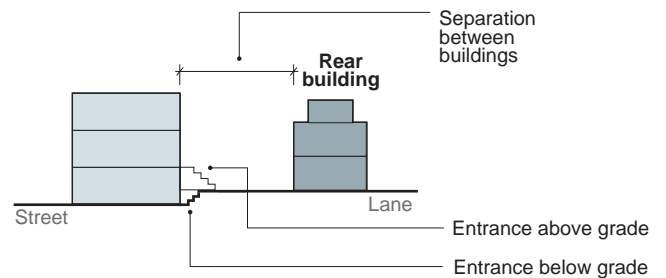 Separation
between
buildings
Rear
building
Street
Lane
Entrance above grade
Entrance below grade